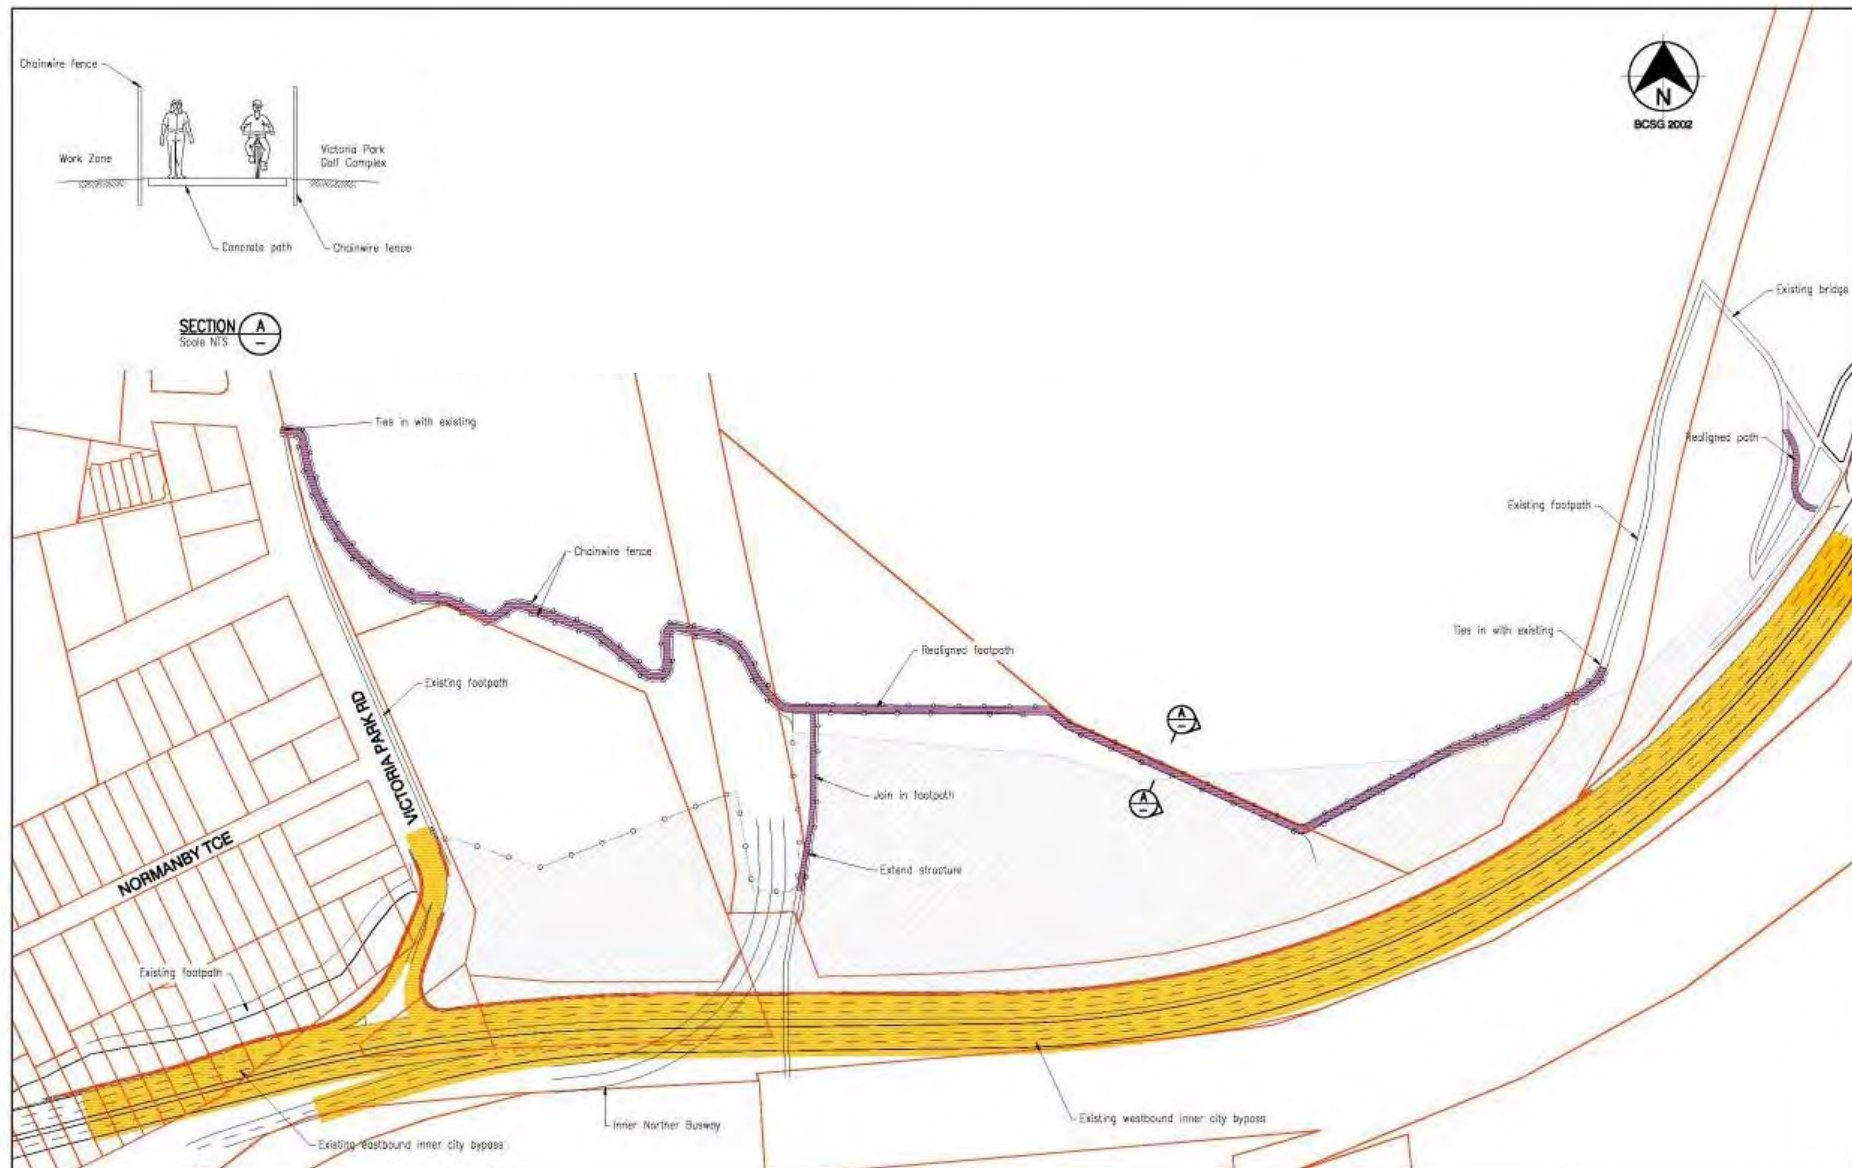 Chainwire fence
Work Zone
Victoria Park
Golf Complex
Concrete path
Chainwire fence
SECTION A
–
Scale NTS
N
BCSG 2002
Existing bridge
Ties in with existing
Realigned path
Existing footpath
Chainwire fence
Ties in with existing
Realigned footpath
Existing footpath
VICTORIA PARK RD
A
–
Join in footpath
A
–
NORMANBY TCE
Extend structure
Existing footpath
Inner Norther Busway
Existing westbound inner city bypass
Existing eastbound inner city bypass